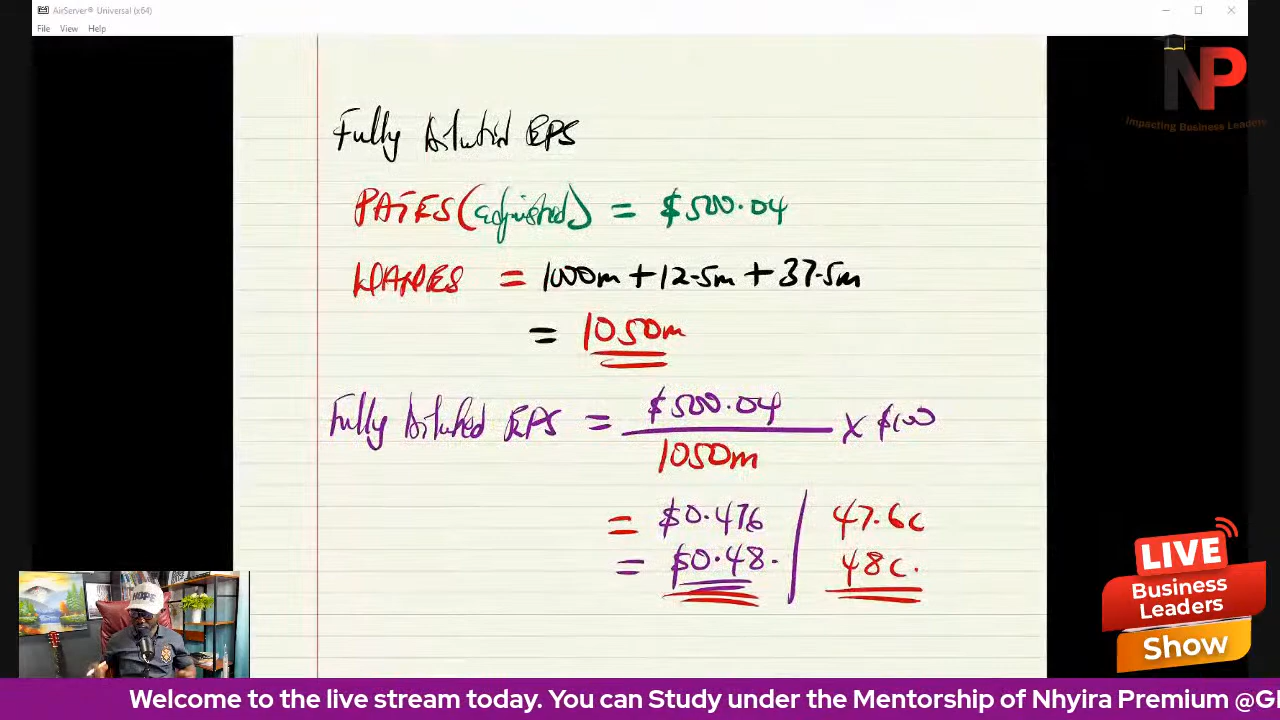 AirServer® Universal (x64)
File View Help
NP
Impacting Business Leaders
Fully Diluted EPS
PATES (adjusted) = $500.04
= 1000m + 12.5m + 37.5m
= 1050m
Fully Diluted EPS = $500.04
1050m
x $100
= $0.476 | 47.6c
= $0.48. | 48c.
LIVE
Business
Leaders
Show
Welcome to the live stream today. You can Study under the Mentorship of Nhyira Premium @G